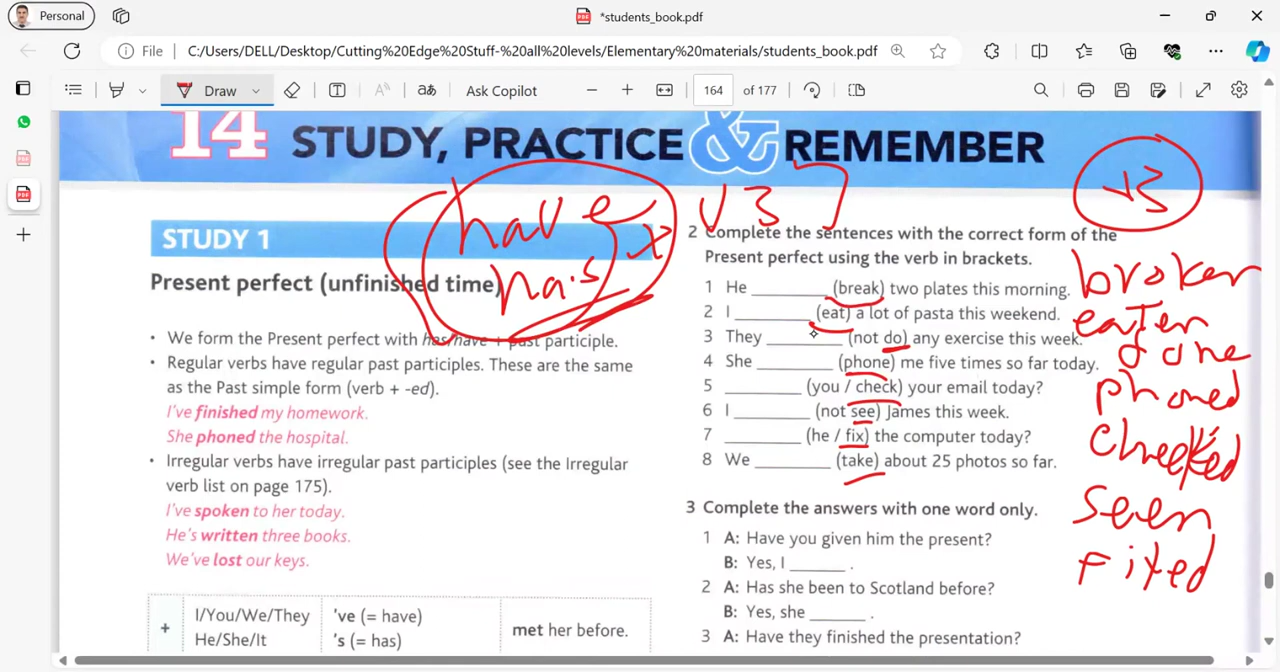 Personal
*students_book.pdf
File
C:/Users/DELL/Desktop/Cutting%20Edge%20Stuff-%20all%20levels/Elementary%20materials/students_book.pdf
Draw
aあ
Ask Copilot
164 of 177
14 STUDY, PRACTICE & REMEMBER
STUDY 1
Present perfect (unfinished time)
have
has
x
V3
• We form the Present perfect with has/have + past participle.
• Regular verbs have regular past participles. These are the same
as the Past simple form (verb + -ed).
I've finished my homework.
She phoned the hospital.
• Irregular verbs have irregular past participles (see the Irregular
verb list on page 175).
I've spoken to her today.
He's written three books.
We've lost our keys.
+ I/You/We/They 've (= have) met her before.
He/She/It 's (= has)
2 Complete the sentences with the correct form of the
Present perfect using the verb in brackets.
1 He __________ (break) two plates this morning.
2 I __________ (eat) a lot of pasta this weekend.
3 They __________ (not do) any exercise this week.
4 She __________ (phone) me five times so far today.
5 __________ (you / check) your email today?
6 I __________ (not see) James this week.
7 __________ (he / fix) the computer today?
8 We __________ (take) about 25 photos so far.
3 Complete the answers with one word only.
1 A: Have you given him the present?
B: Yes, I _______ .
2 A: Has she been to Scotland before?
B: Yes, she _______ .
3 A: Have they finished the presentation?
V3
broken
eaten
done
phoned
checked
seen
fixed